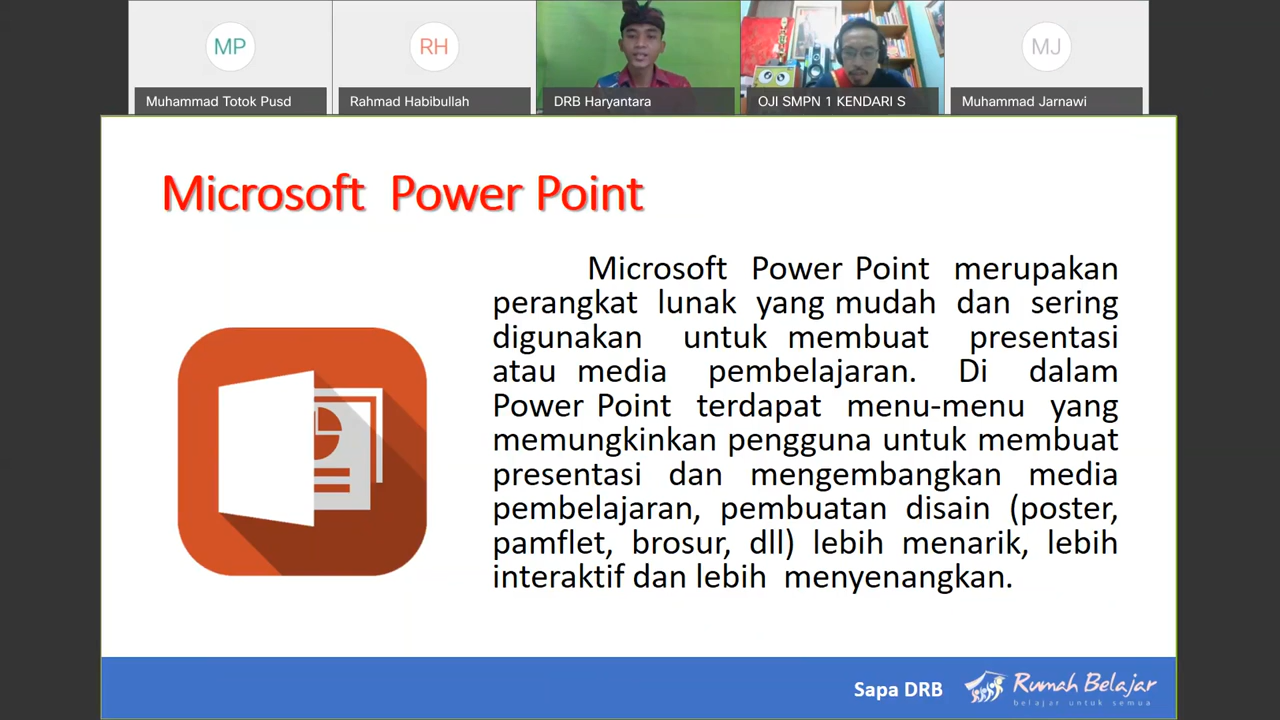 MP
RH
MJ
Muhammad Totok Pusd
Rahmad Habibullah
DRB Haryantara
OJI SMPN 1 KENDARI S
Muhammad Jarnawi
Microsoft Power Point
Microsoft Power Point merupakan
perangkat lunak yang mudah dan sering
digunakan untuk membuat presentasi
atau media pembelajaran. Di dalam
Power Point terdapat menu-menu yang
memungkinkan pengguna untuk membuat
presentasi dan mengembangkan media
pembelajaran, pembuatan disain (poster,
pamflet, brosur, dll) lebih menarik, lebih
interaktif dan lebih menyenangkan.
Sapa DRB
Rumah Belajar
belajar untuk semua